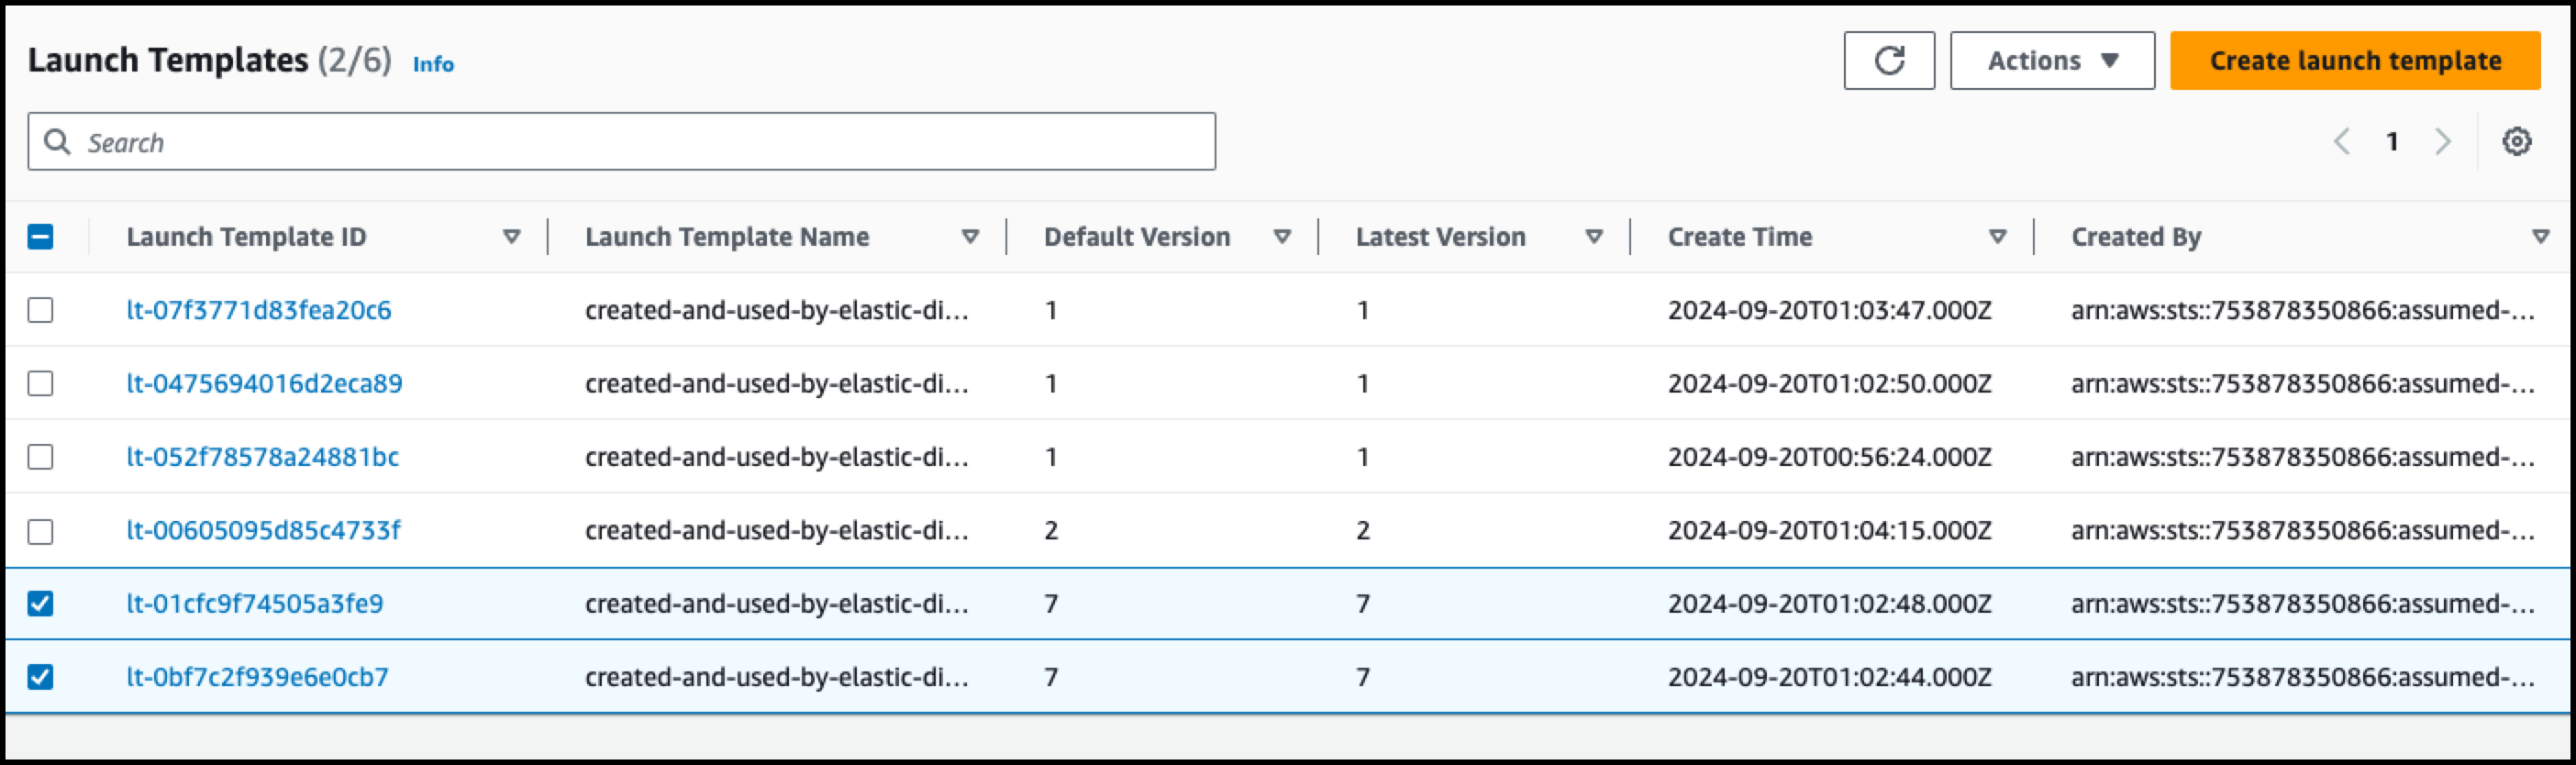 Launch Templates (2/6) Info Actions Create launch template
Search 1
Launch Template ID Launch Template Name Default Version Latest Version Create Time Created By
lt-07f3771d83fea20c6 created-and-used-by-elastic-di... 1 1 2024-09-20T01:03:47.000Z arn:aws:sts::753878350866:assumed-...
lt-0475694016d2eca89 created-and-used-by-elastic-di... 1 1 2024-09-20T01:02:50.000Z arn:aws:sts::753878350866:assumed-...
lt-052f78578a24881bc created-and-used-by-elastic-di... 1 1 2024-09-20T00:56:24.000Z arn:aws:sts::753878350866:assumed-...
lt-00605095d85c4733f created-and-used-by-elastic-di... 2 2 2024-09-20T01:04:15.000Z arn:aws:sts::753878350866:assumed-...
lt-01cfc9f74505a3fe9 created-and-used-by-elastic-di... 7 7 2024-09-20T01:02:48.000Z arn:aws:sts::753878350866:assumed-...
lt-0bf7c2f939e6e0cb7 created-and-used-by-elastic-di... 7 7 2024-09-20T01:02:44.000Z arn:aws:sts::753878350866:assumed-...